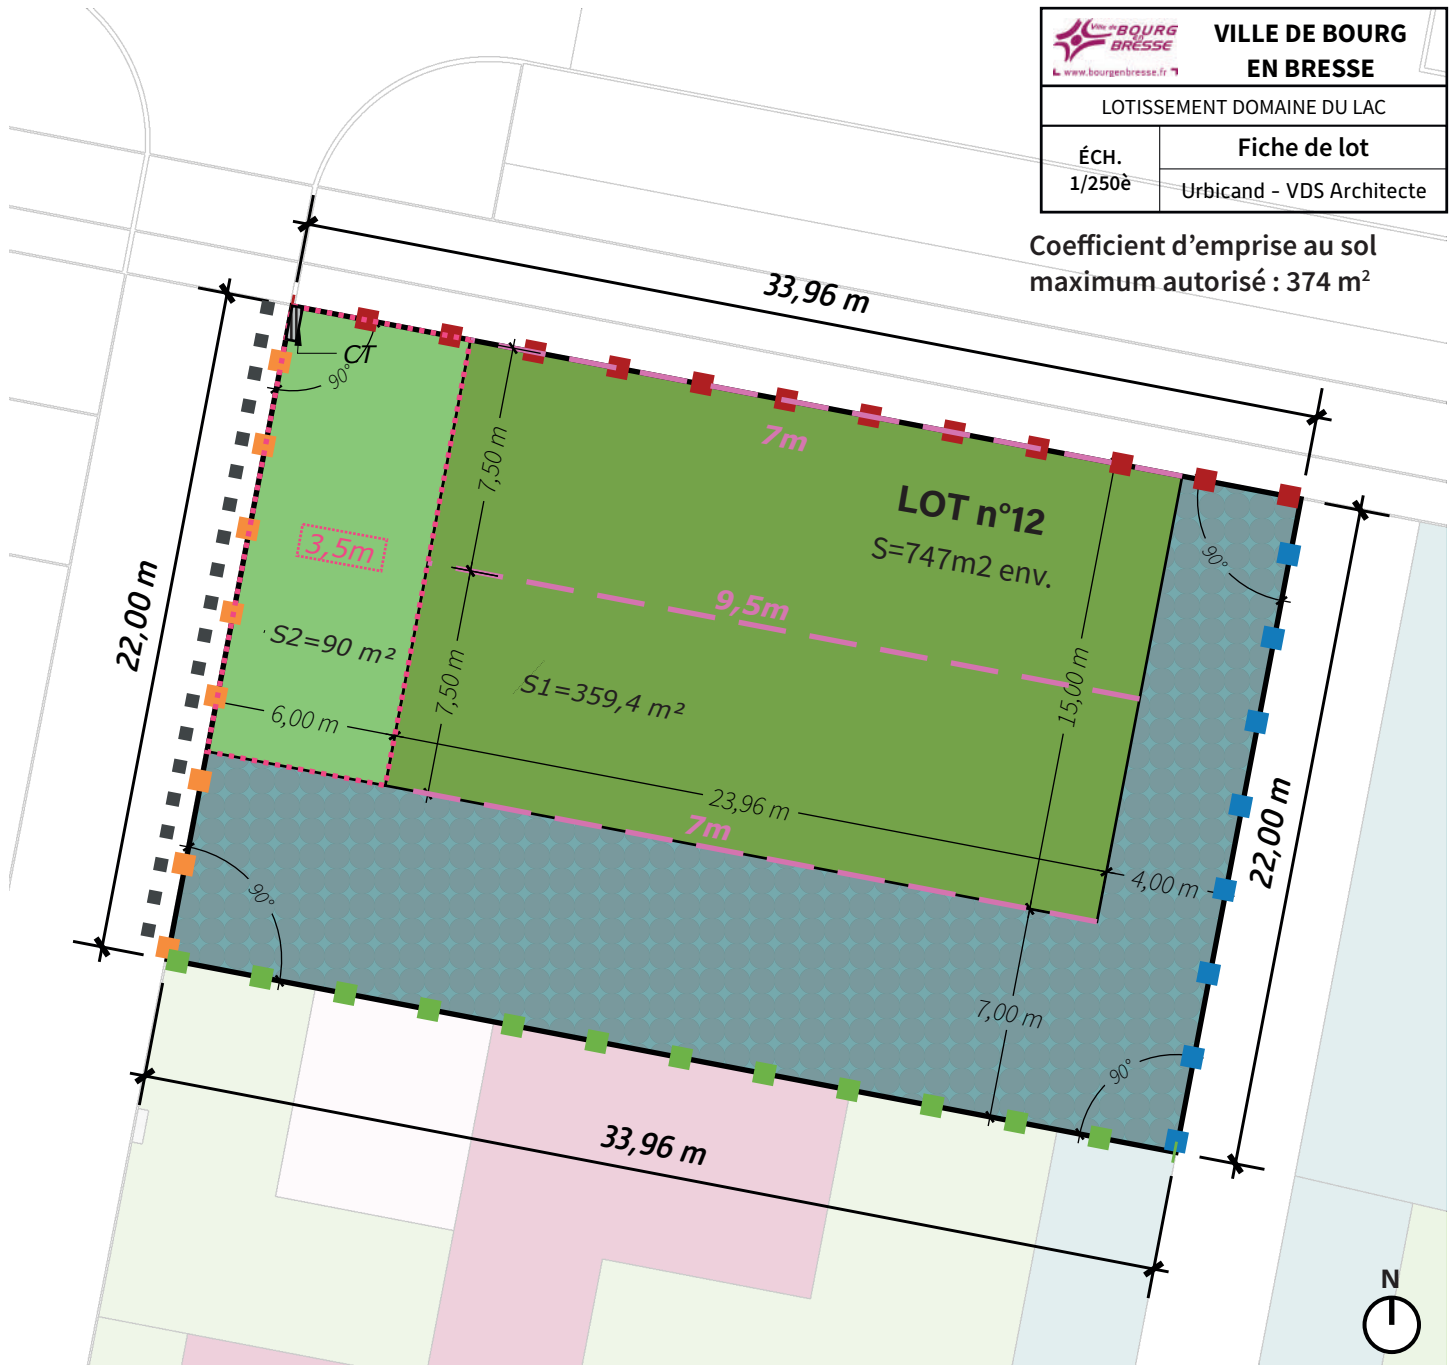 Ville de BOURG
en
BRESSE
www.bourgenbresse.fr
VILLE DE BOURG
EN BRESSE
LOTISSEMENT DOMAINE DU LAC
ÉCH.
1/250è
Fiche de lot
Urbicand - VDS Architecte
Coefficient d’emprise au sol
maximum autorisé : 374 m²
33,96 m
CT
90°
7m
7,50 m
LOT n°12
S=747m2 env.
90°
3,5m
22,00 m
9,5m
S2=90 m²
7,50 m
S1=359,4 m²
15,00 m
6,00 m
23,96 m
7m
4,00 m
22,00 m
90°
7,00 m
90°
33,96 m
N